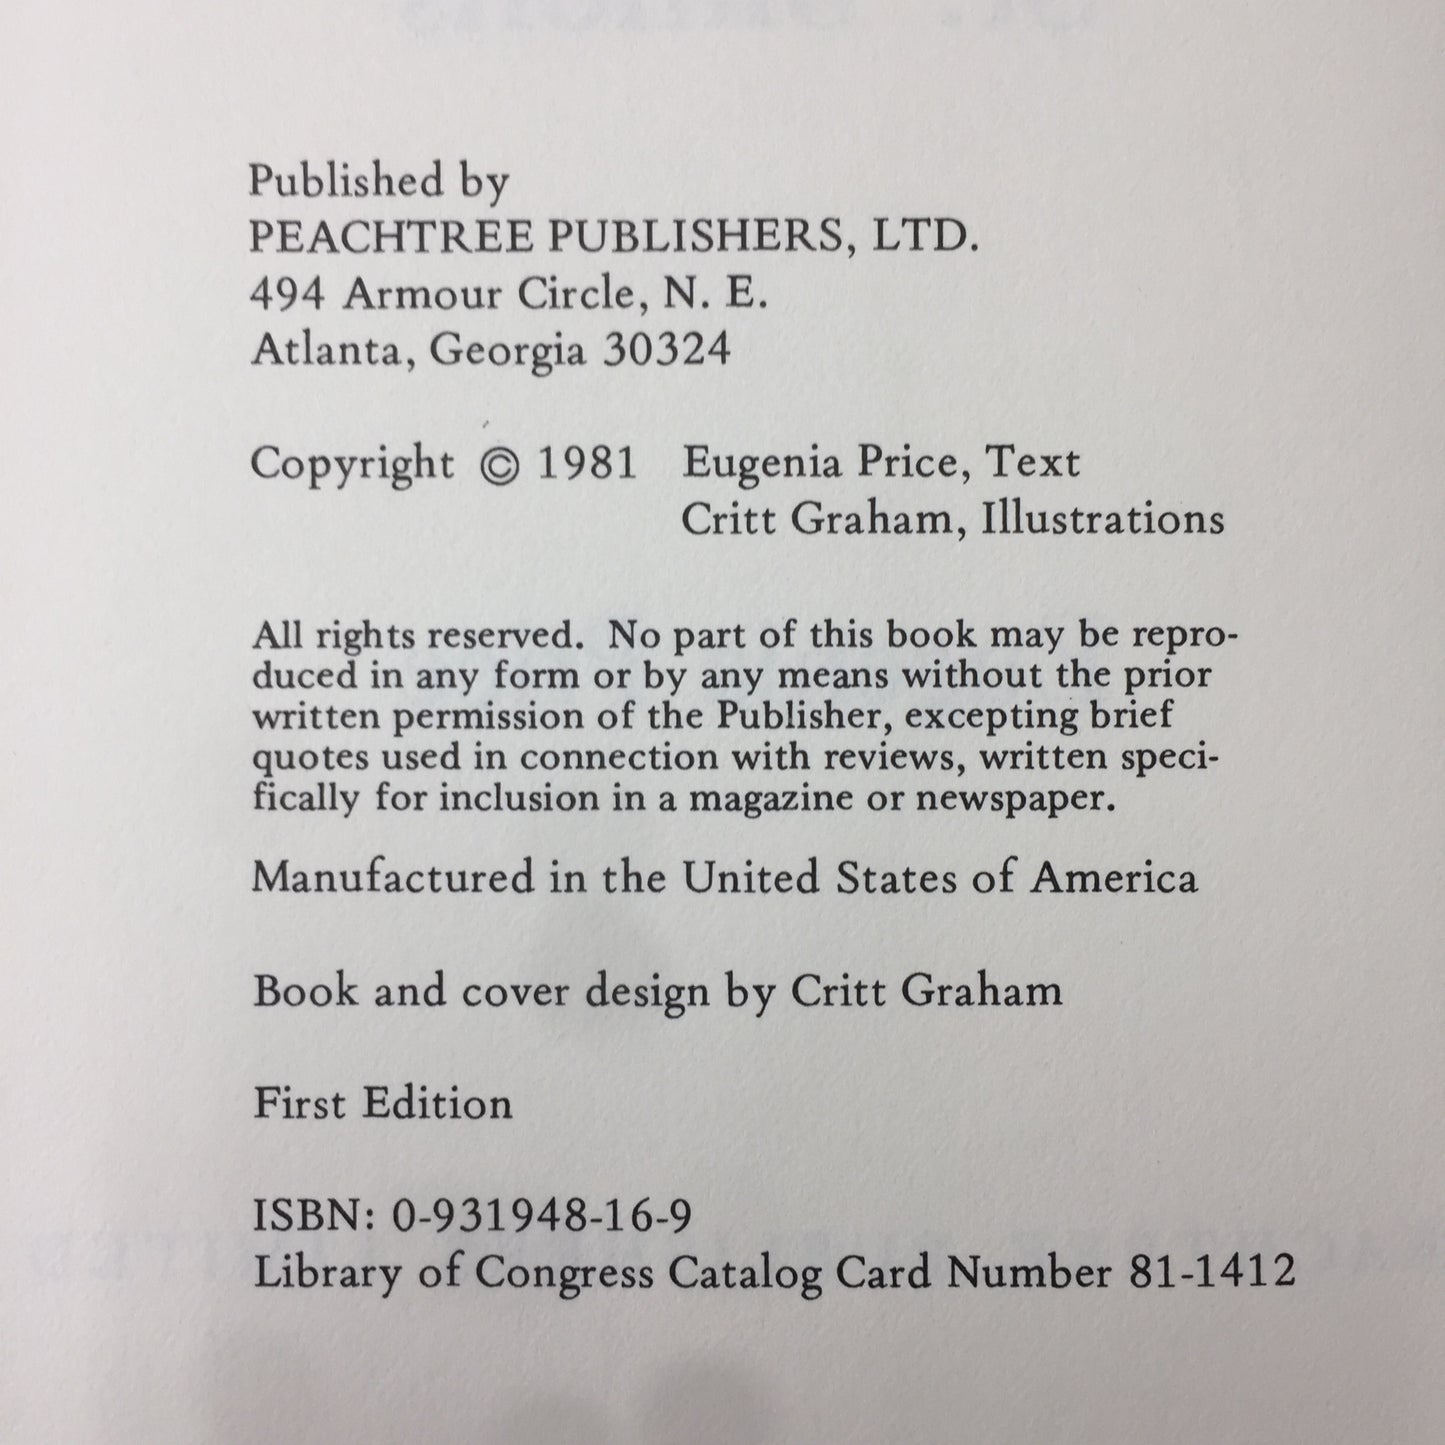 Published by
PEACHTREE PUBLISHERS, LTD.
494 Armour Circle, N. E.
Atlanta, Georgia 30324
Copyright © 1981 Eugenia Price, Text
Critt Graham, Illustrations
All rights reserved. No part of this book may be repro-
duced in any form or by any means without the prior
written permission of the Publisher, excepting brief
quotes used in connection with reviews, written speci-
fically for inclusion in a magazine or newspaper.
Manufactured in the United States of America
Book and cover design by Critt Graham
First Edition
ISBN: 0-931948-16-9
Library of Congress Catalog Card Number 81-1412